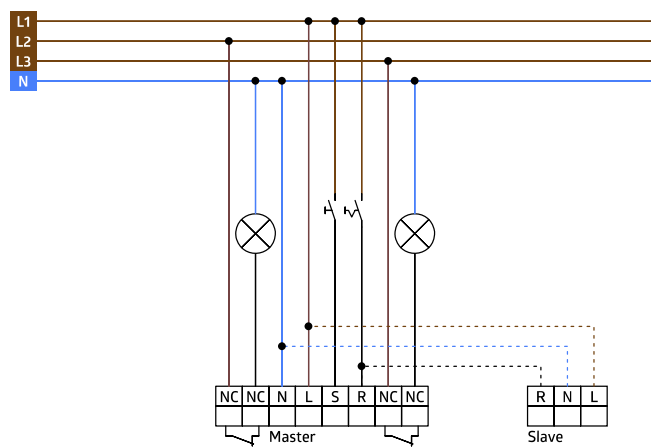 L1
L2
L3
N
NC NC N L S R NC NC
R N L
Master
Slave